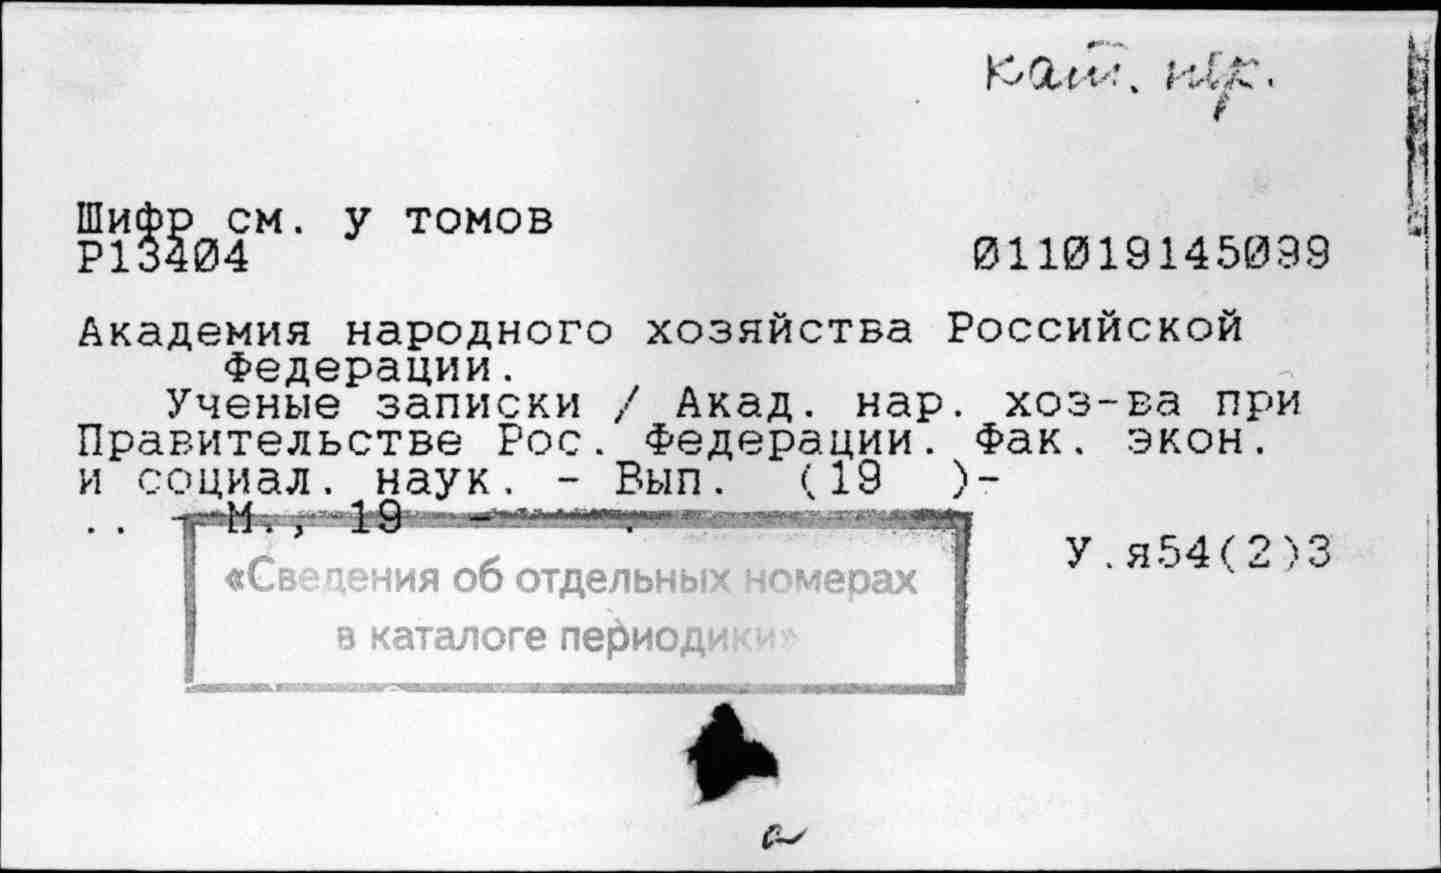 кат. пер.
Шифр см. у томов
Р13404
011019145099
Академия народного хозяйства Российской
Федерации.
Ученые записки / Акад. нар. хоз-ва при
Правительстве Рос. Федерации. Фак. экон.
и социал. наук. - Вып. (19 )-
.. - М., 19 - .
У.я54(2)3
«Сведения об отдельных номерах
в каталоге периодики»